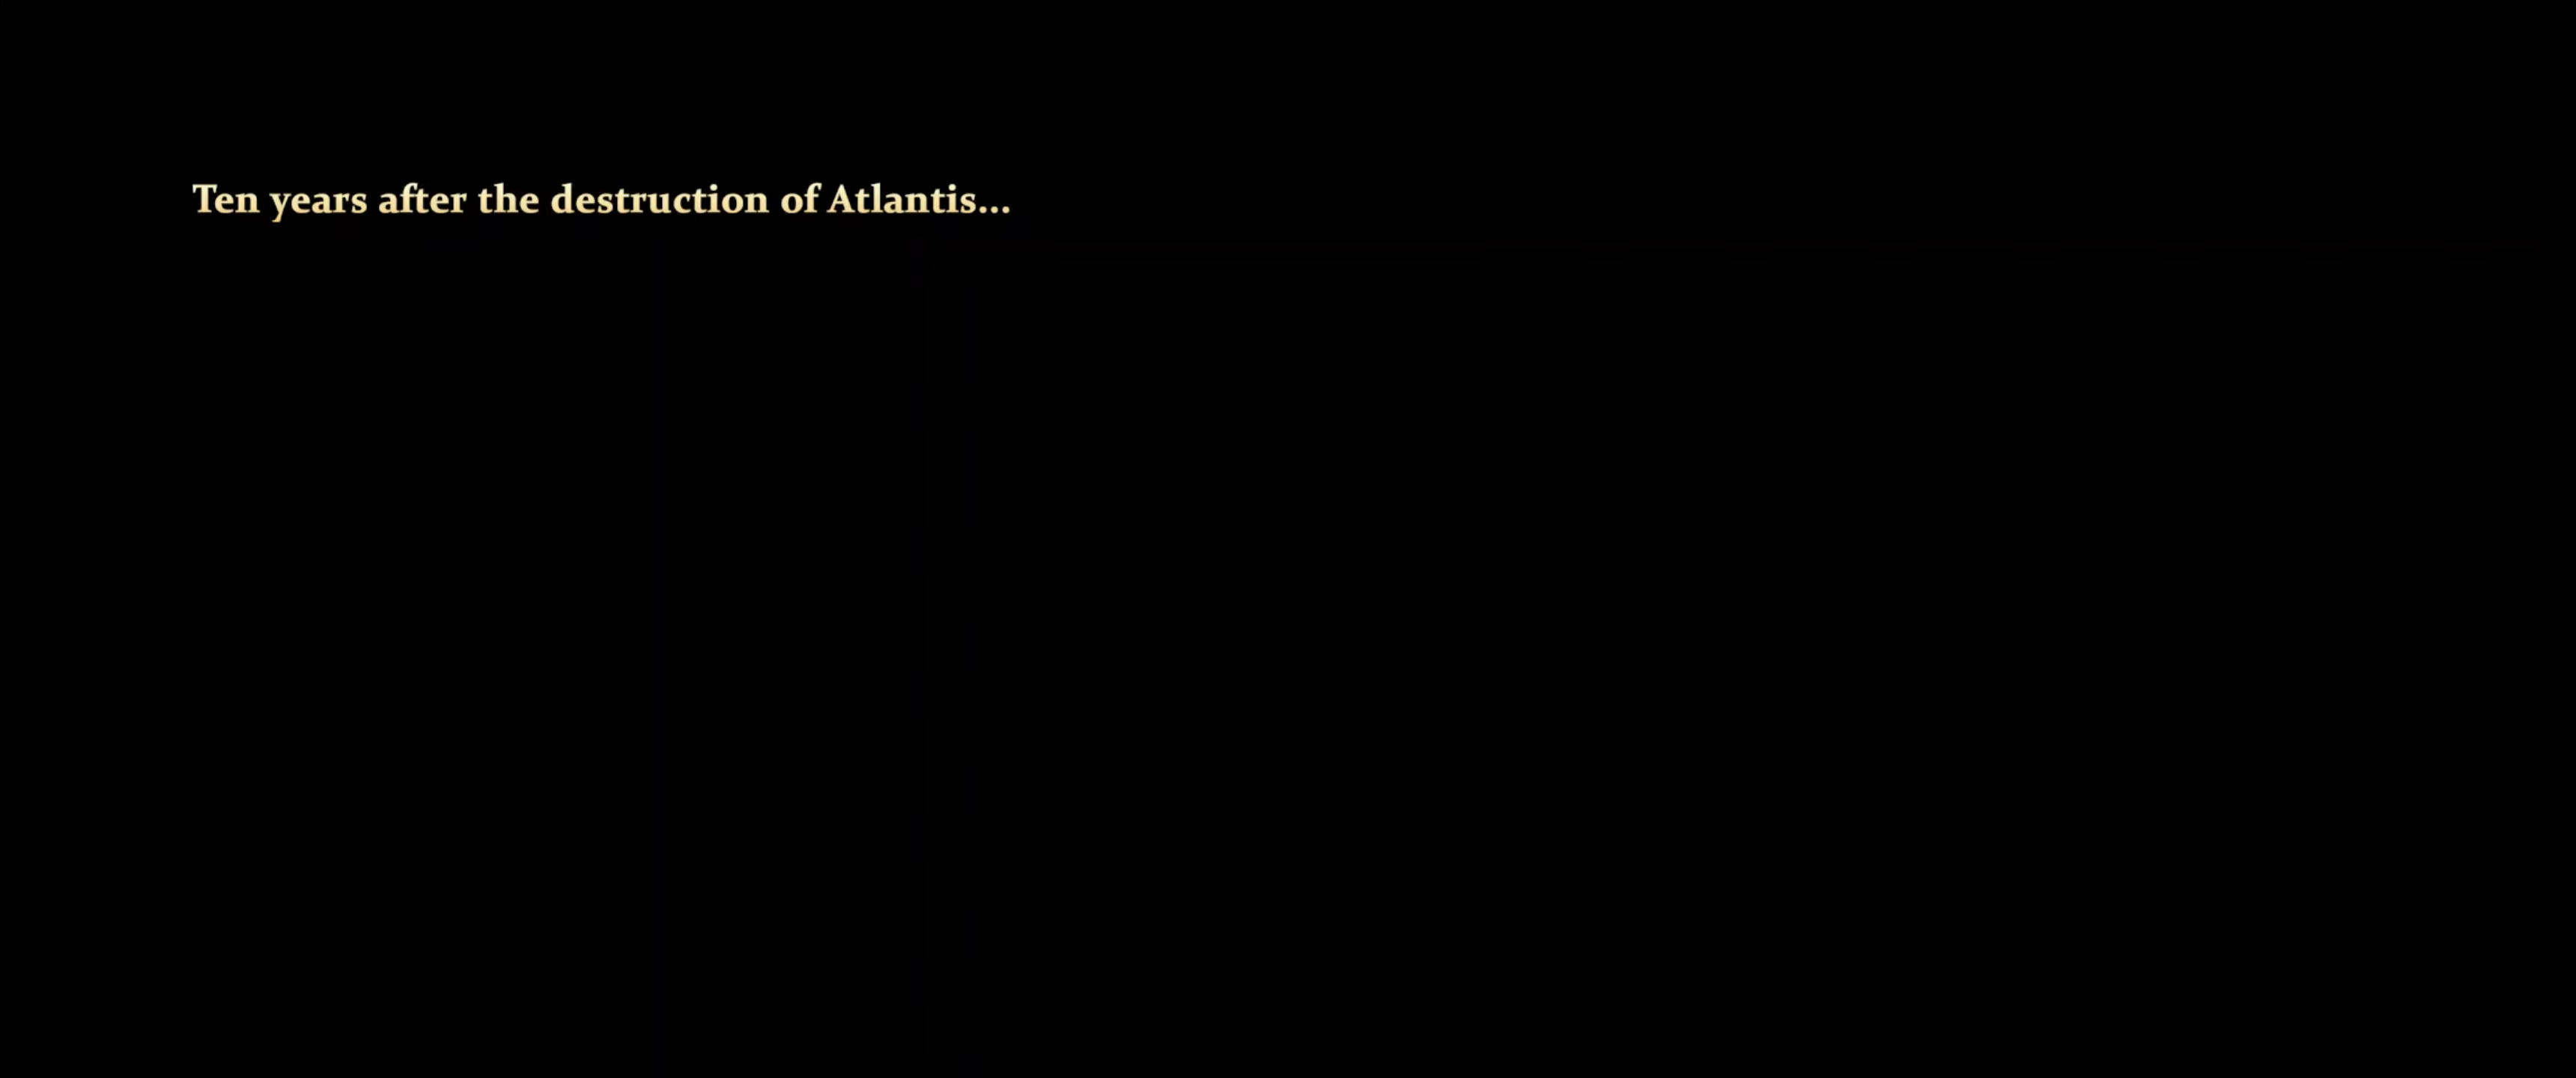 Ten years after the destruction of Atlantis...